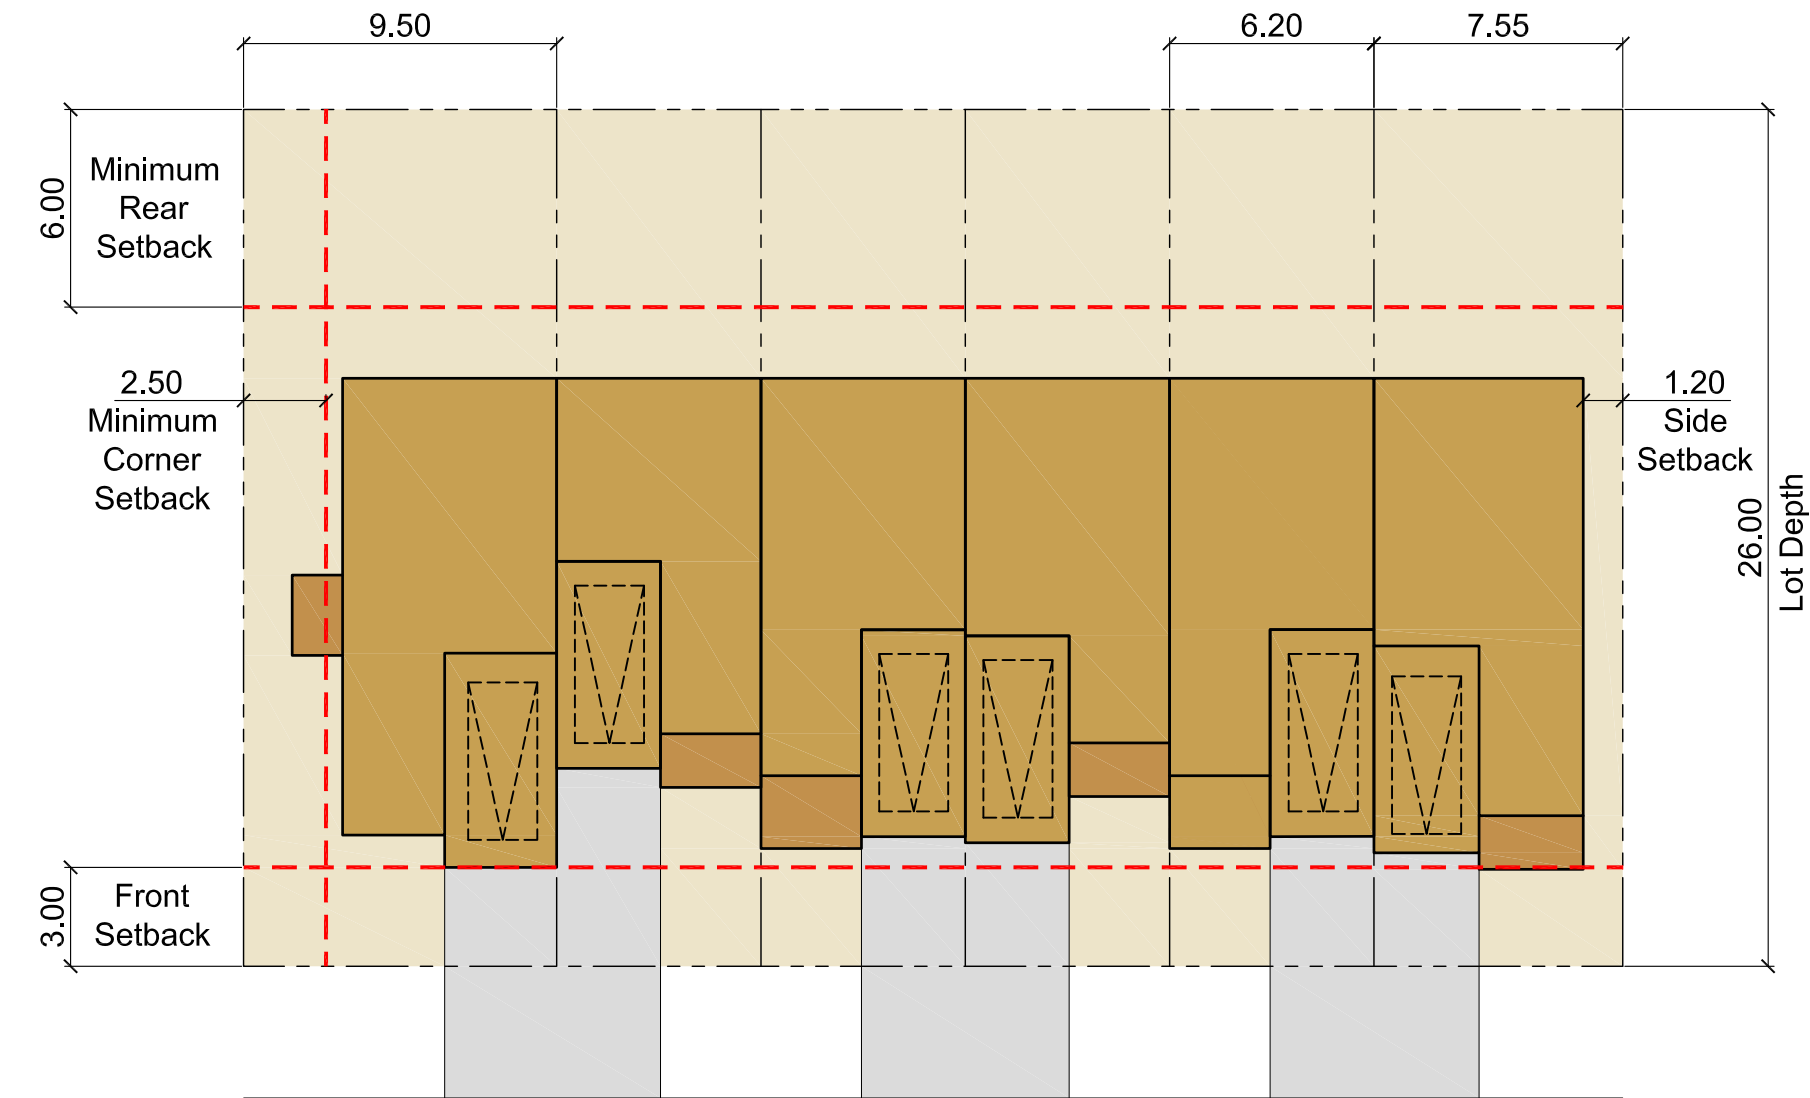 9.50
6.20
7.55
6.00
Minimum
Rear
Setback
2.50
Minimum
Corner
Setback
1.20
Side
Setback
26.00
Lot Depth
3.00
Front
Setback